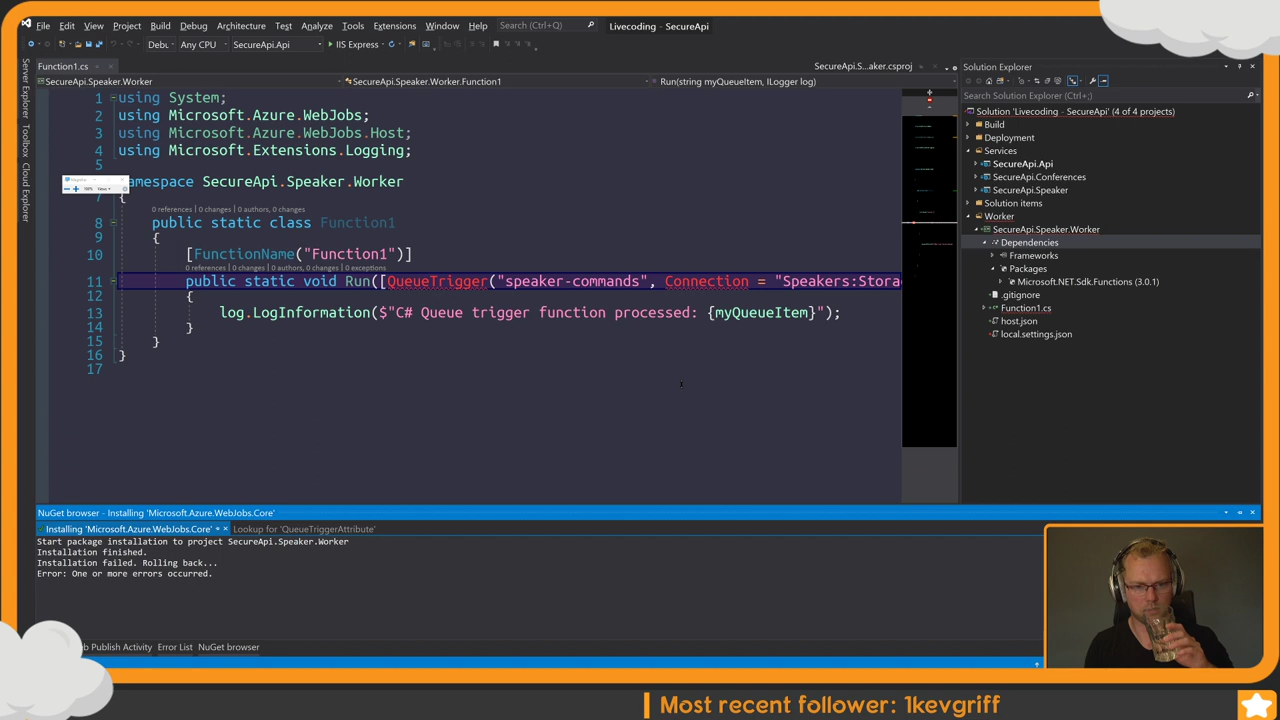 File Edit View Project Build Debug Architecture Test Analyze Tools Extensions Window Help Search (Ctrl+Q) Livecoding - SecureApi
Debu Any CPU SecureApi.Api IIS Express
Function1.cs SecureApi.S...aker.csproj
SecureApi.Speaker.Worker SecureApi.Speaker.Worker.Function1 Run(string myQueueItem, ILogger log)
Server Explorer Toolbox Cloud Explorer
1 using System;
2 using Microsoft.Azure.WebJobs;
3 using Microsoft.Azure.WebJobs.Host;
4 using Microsoft.Extensions.Logging;
5
amespace SecureApi.Speaker.Worker
7 {
0 references | 0 changes | 0 authors, 0 changes
8 public static class Function1
9 {
10 [FunctionName("Function1")]
0 references | 0 changes | 0 authors, 0 changes | 0 exceptions
11 public static void Run([QueueTrigger("speaker-commands", Connection = "Speakers:Stora
12 {
13 log.LogInformation($"C# Queue trigger function processed: {myQueueItem}");
14 }
15 }
16 }
17
Solution Explorer
Search Solution Explorer (Ctrl+;)
Solution 'Livecoding - SecureApi' (4 of 4 projects)
Build
Deployment
Services
SecureApi.Api
SecureApi.Conferences
SecureApi.Speaker
Solution items
Worker
SecureApi.Speaker.Worker
Dependencies
Frameworks
Packages
Microsoft.NET.Sdk.Functions (3.0.1)
.gitignore
Function1.cs
host.json
local.settings.json
NuGet browser - Installing 'Microsoft.Azure.WebJobs.Core'
Installing 'Microsoft.Azure.WebJobs.Core' Lookup for 'QueueTriggerAttribute'
Start package installation to project SecureApi.Speaker.Worker
Installation finished.
Installation failed. Rolling back...
Error: One or more errors occurred.
b Publish Activity Error List NuGet browser
Most recent follower: 1kevgriff